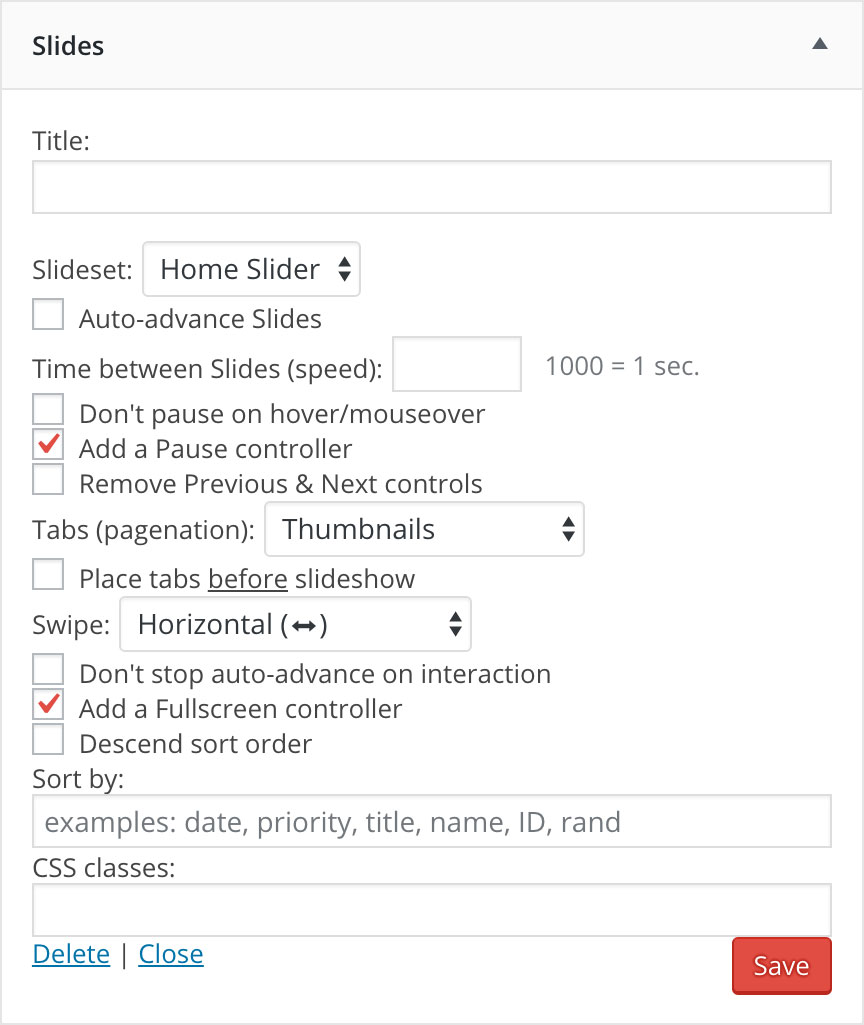 Slides
Title:
Slideset: Home Slider
Auto-advance Slides
Time between Slides (speed): 1000 = 1 sec.
Don't pause on hover/mouseover
Add a Pause controller
Remove Previous & Next controls
Tabs (pagenation): Thumbnails
Place tabs before slideshow
Swipe: Horizontal (↔)
Don't stop auto-advance on interaction
Add a Fullscreen controller
Descend sort order
Sort by:
examples: date, priority, title, name, ID, rand
CSS classes:
Delete | Close Save